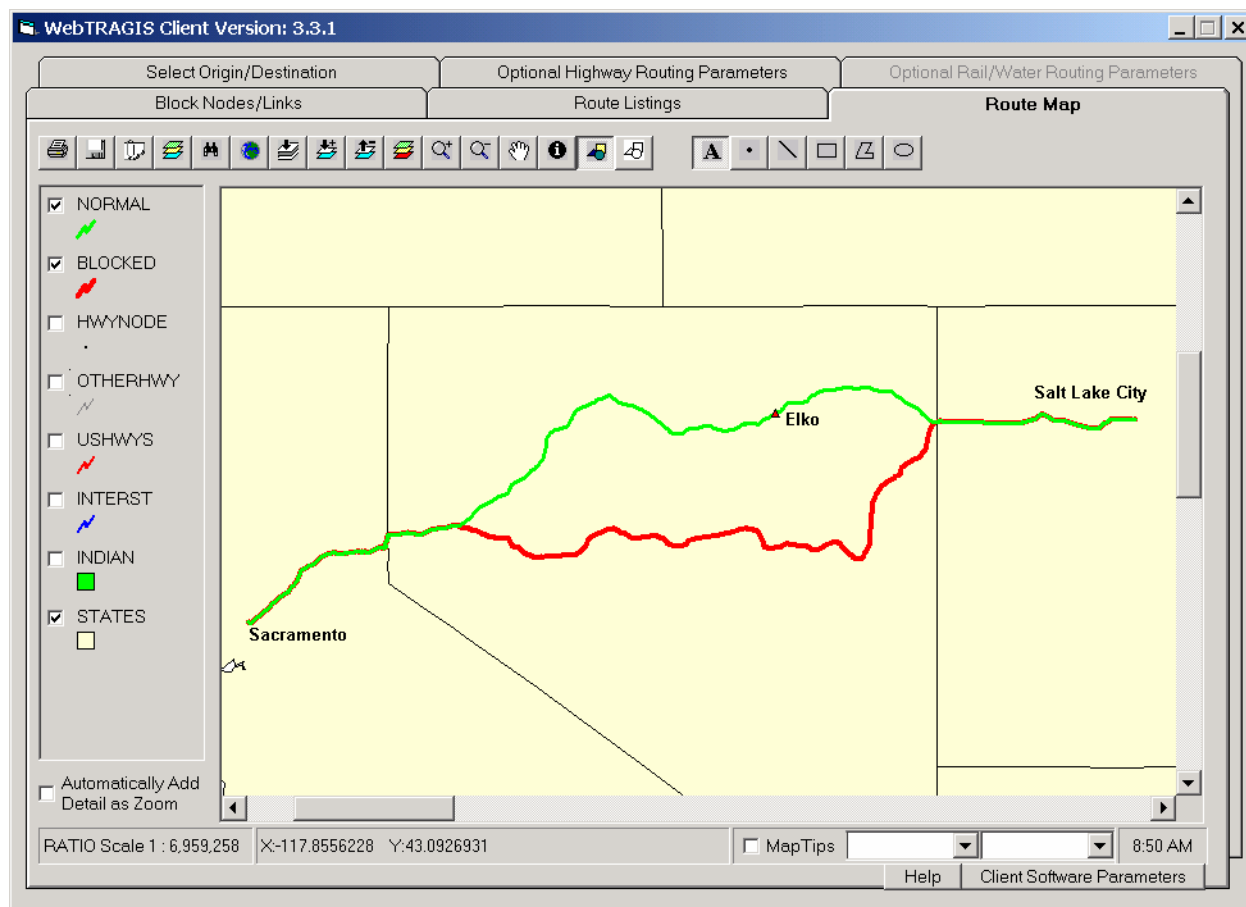 WebTRAGIS Client Version: 3.3.1
Select Origin/Destination
Optional Highway Routing Parameters
Optional Rail/Water Routing Parameters
Block Nodes/Links
Route Listings
Route Map
A
NORMAL
BLOCKED
HWYNODE
OTHERHWY
USHWYS
INTERST
INDIAN
STATES
Salt Lake City
Elko
Sacramento
Automatically Add
Detail as Zoom
RATIO Scale 1 : 6,959,258
X:-117.8556228 Y:43.0926931
MapTips
8:50 AM
Help
Client Software Parameters